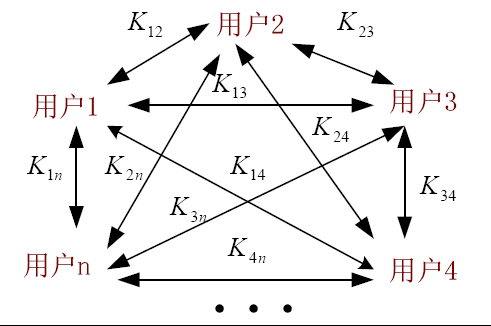 K12 用户2 K23
用户1 K13 用户3
K1n K2n K14 K24
K3n K34
用户n K4n 用户4
• • •